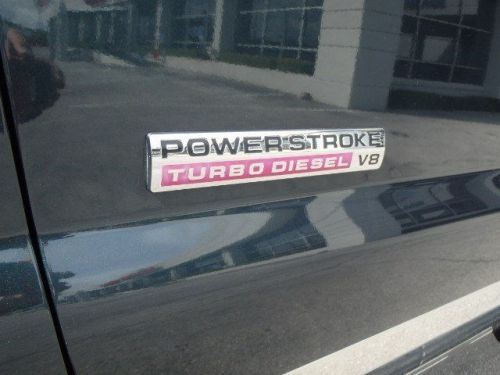 POWER STROKE
TURBO DIESEL V8